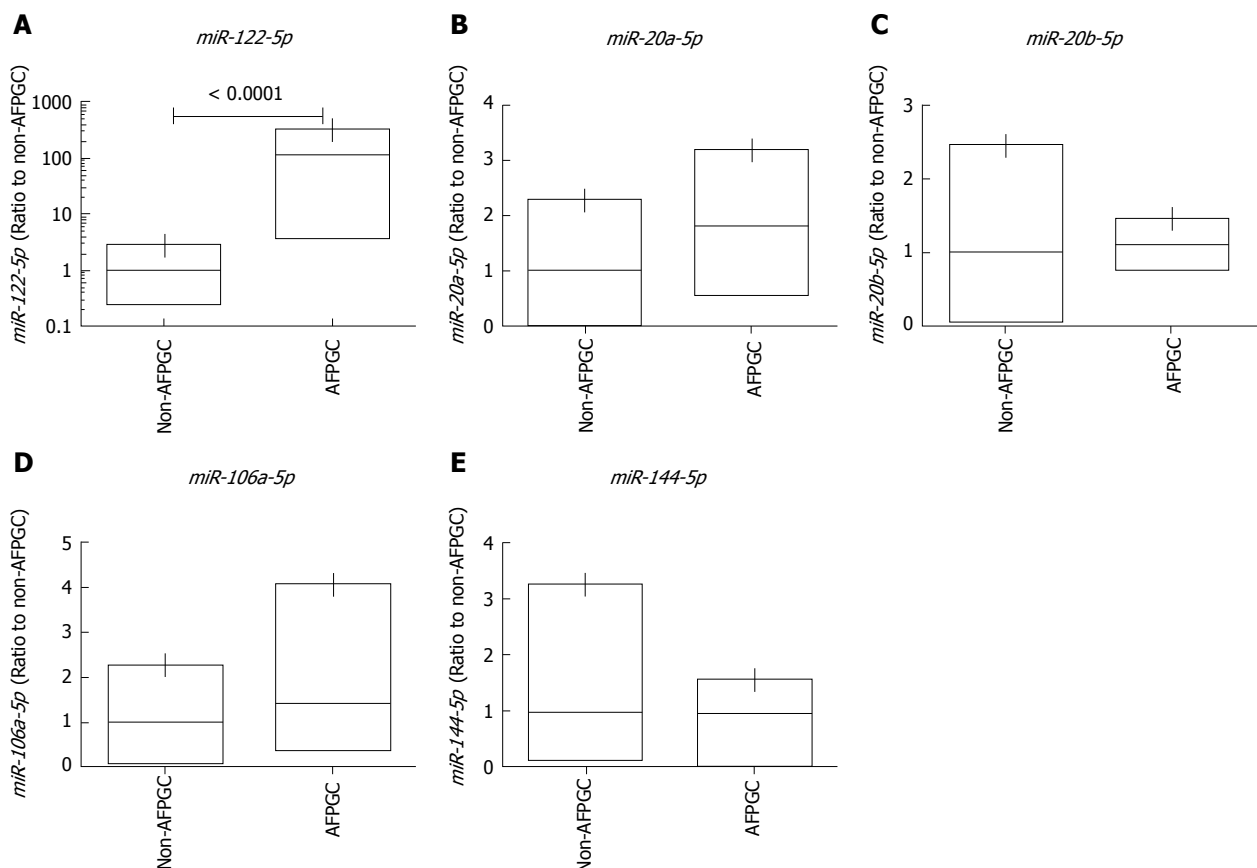 A
miR-122-5p
miR-122-5p (Ratio to non-AFPGC)
1000
100
10
1
0.1
< 0.0001
Non-AFPGC
AFPGC
B
miR-20a-5p
miR-20a-5p (Ratio to non-AFPGC)
4
3
2
1
0
Non-AFPGC
AFPGC
C
miR-20b-5p
miR-20b-5p (Ratio to non-AFPGC)
3
2
1
0
Non-AFPGC
AFPGC
D
miR-106a-5p
miR-106a-5p (Ratio to non-AFPGC)
5
4
3
2
1
0
Non-AFPGC
AFPGC
E
miR-144-5p
miR-144-5p (Ratio to non-AFPGC)
4
3
2
1
0
Non-AFPGC
AFPGC